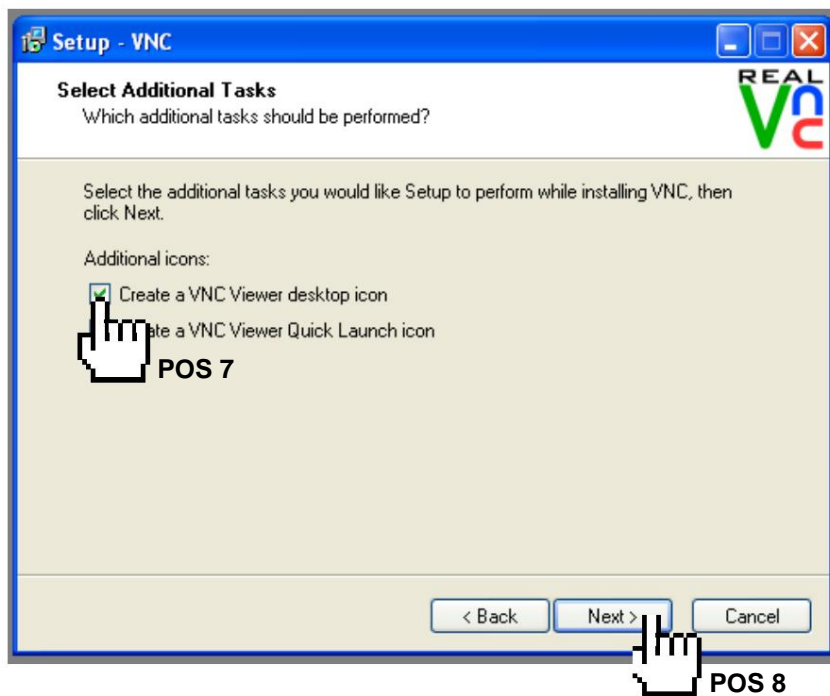 Setup - VNC
REAL
VNC
Select Additional Tasks
Which additional tasks should be performed?
Select the additional tasks you would like Setup to perform while installing VNC, then
click Next.
Additional icons:
Create a VNC Viewer desktop icon
ate a VNC Viewer Quick Launch icon
POS 7
< Back
Next >
Cancel
POS 8